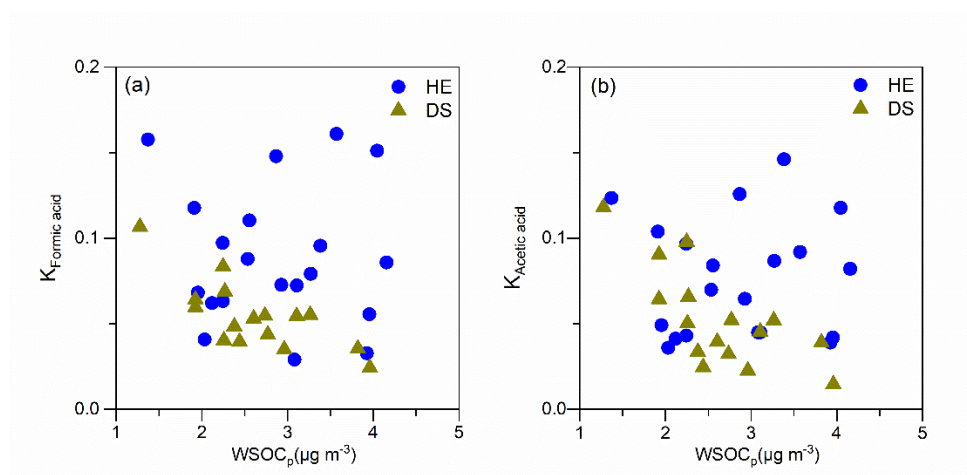 (a)
HE
DS
0.2
0.1
0.0
K_Formic acid
1 2 3 4 5
WSOC_p(μg m⁻³)
(b)
HE
DS
0.2
0.1
0.0
K_Acetic acid
1 2 3 4 5
WSOC_p(μg m⁻³)